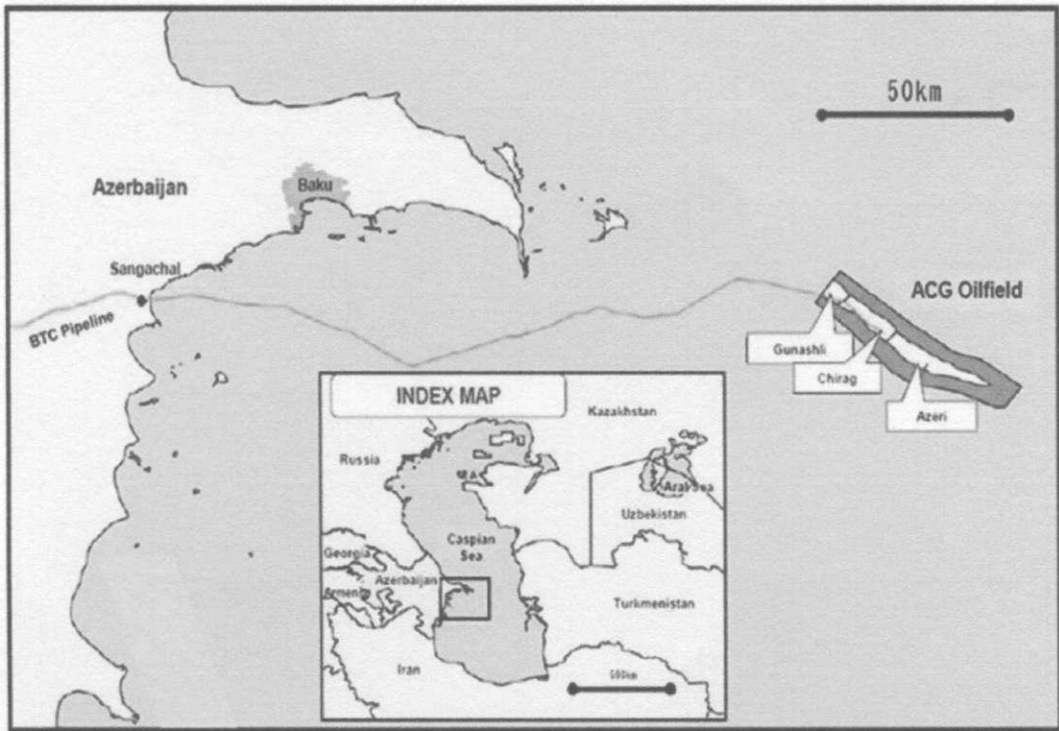 50km
Azerbaijan
Baku
Sangachal
BTC Pipeline
ACG Oilfield
Gunashli
Chirag
Azeri
INDEX MAP
Kazakhstan
Russia
Aral Sea
Uzbekistan
Caspian
Sea
Georgia
Azerbaijan
Armenia
Turkmenistan
Iran
500km